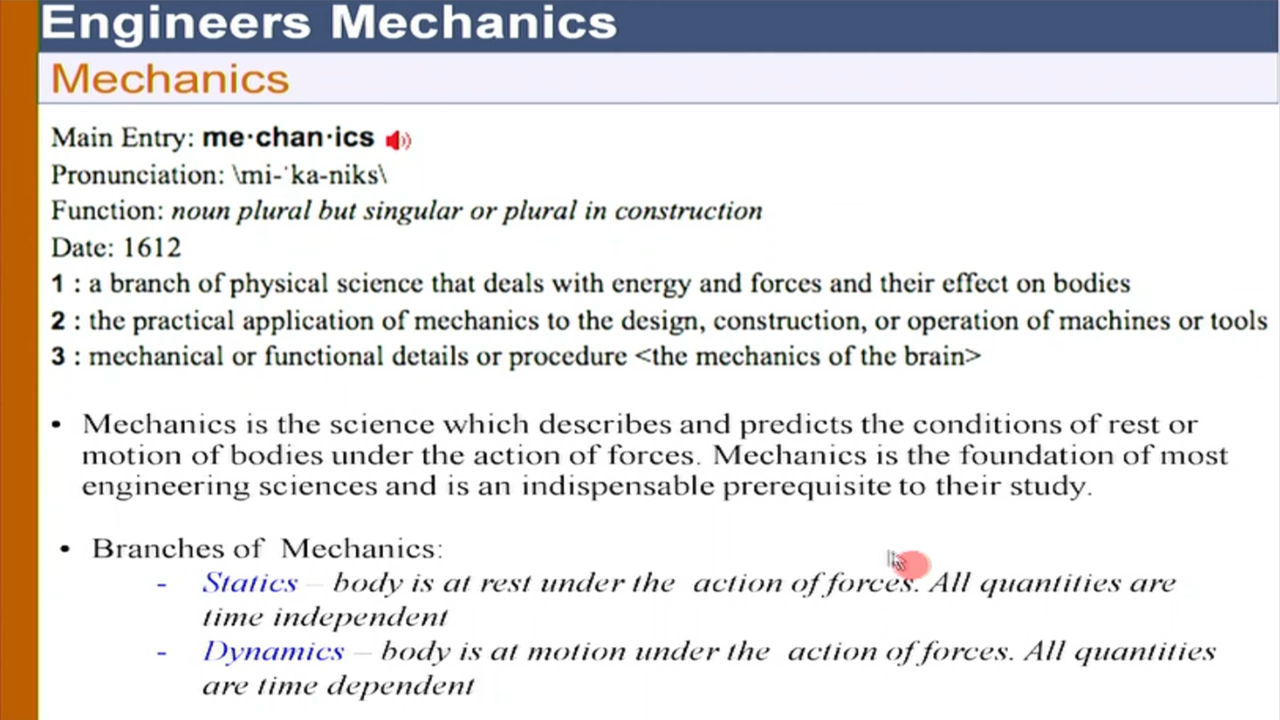 Engineers Mechanics
Mechanics
Main Entry: me·chan·ics
Pronunciation: \mi-ˈka-niks\
Function: noun plural but singular or plural in construction
Date: 1612
1 : a branch of physical science that deals with energy and forces and their effect on bodies
2 : the practical application of mechanics to the design, construction, or operation of machines or tools
3 : mechanical or functional details or procedure <the mechanics of the brain>
• Mechanics is the science which describes and predicts the conditions of rest or
motion of bodies under the action of forces. Mechanics is the foundation of most
engineering sciences and is an indispensable prerequisite to their study.
• Branches of Mechanics:
- Statics – body is at rest under the action of forces. All quantities are
time independent
- Dynamics – body is at motion under the action of forces. All quantities
are time dependent